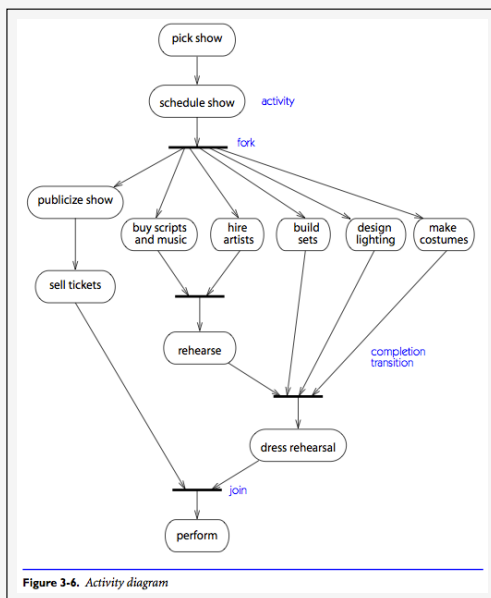 pick show
schedule show
activity
fork
publicize show
buy scripts
and music
hire
artists
build
sets
design
lighting
make
costumes
sell tickets
rehearse
completion
transition
dress rehearsal
join
perform
Figure 3-6. Activity diagram